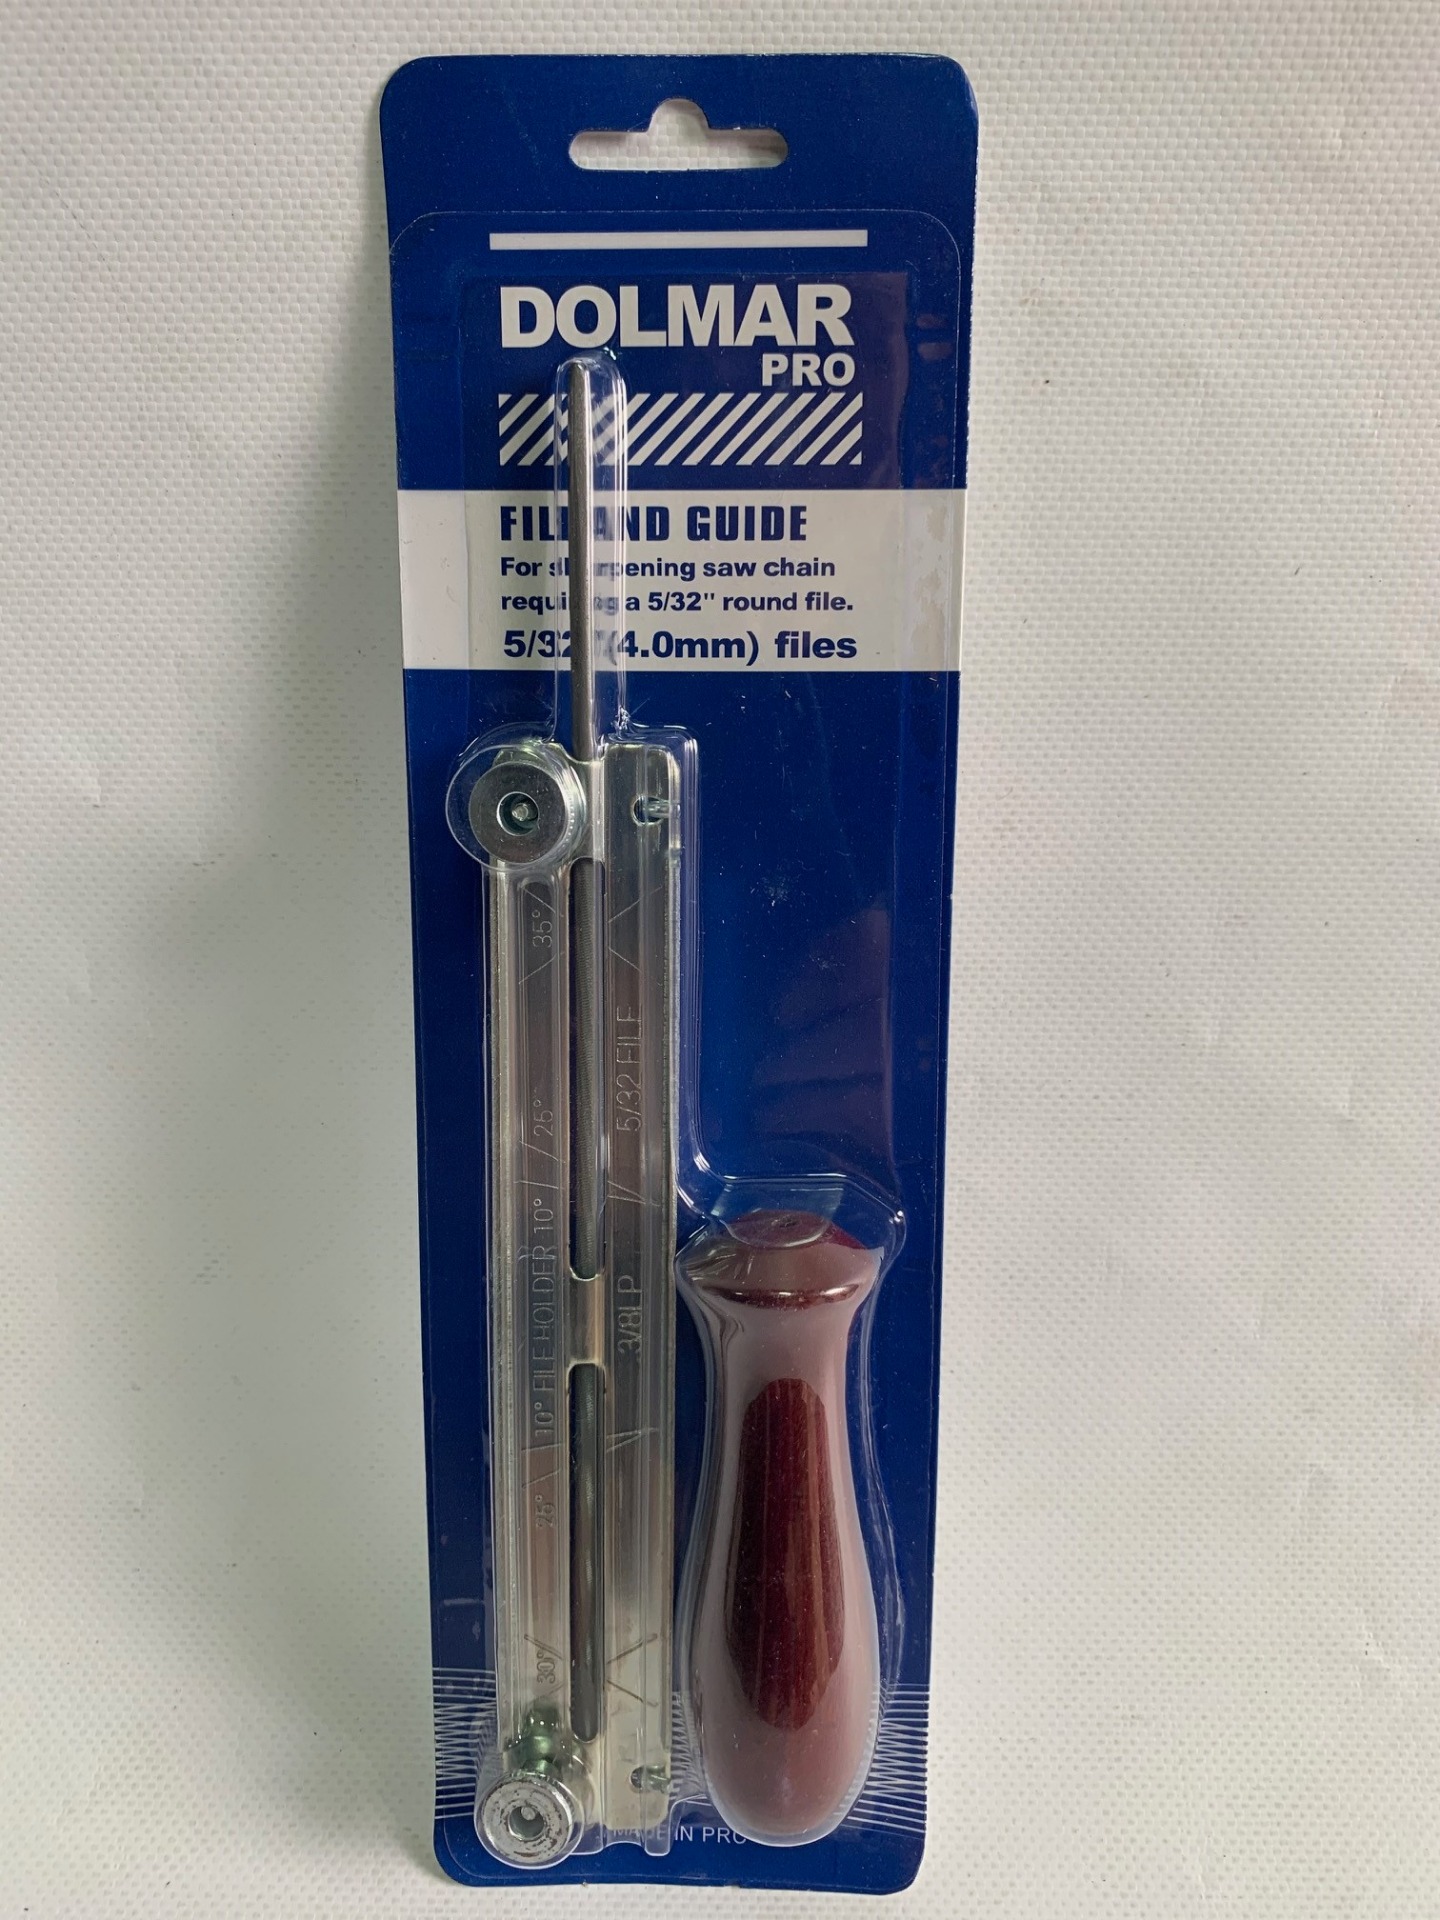 DOLMAR
PRO
FILE AND GUIDE
For sharpening saw chain
requiring a 5/32" round file.
5/32" (4.0mm) files
35°
25°
10° FILE HOLDER 10°
25°
30°
5/32 FILE
3/8LP
MADE IN PRC